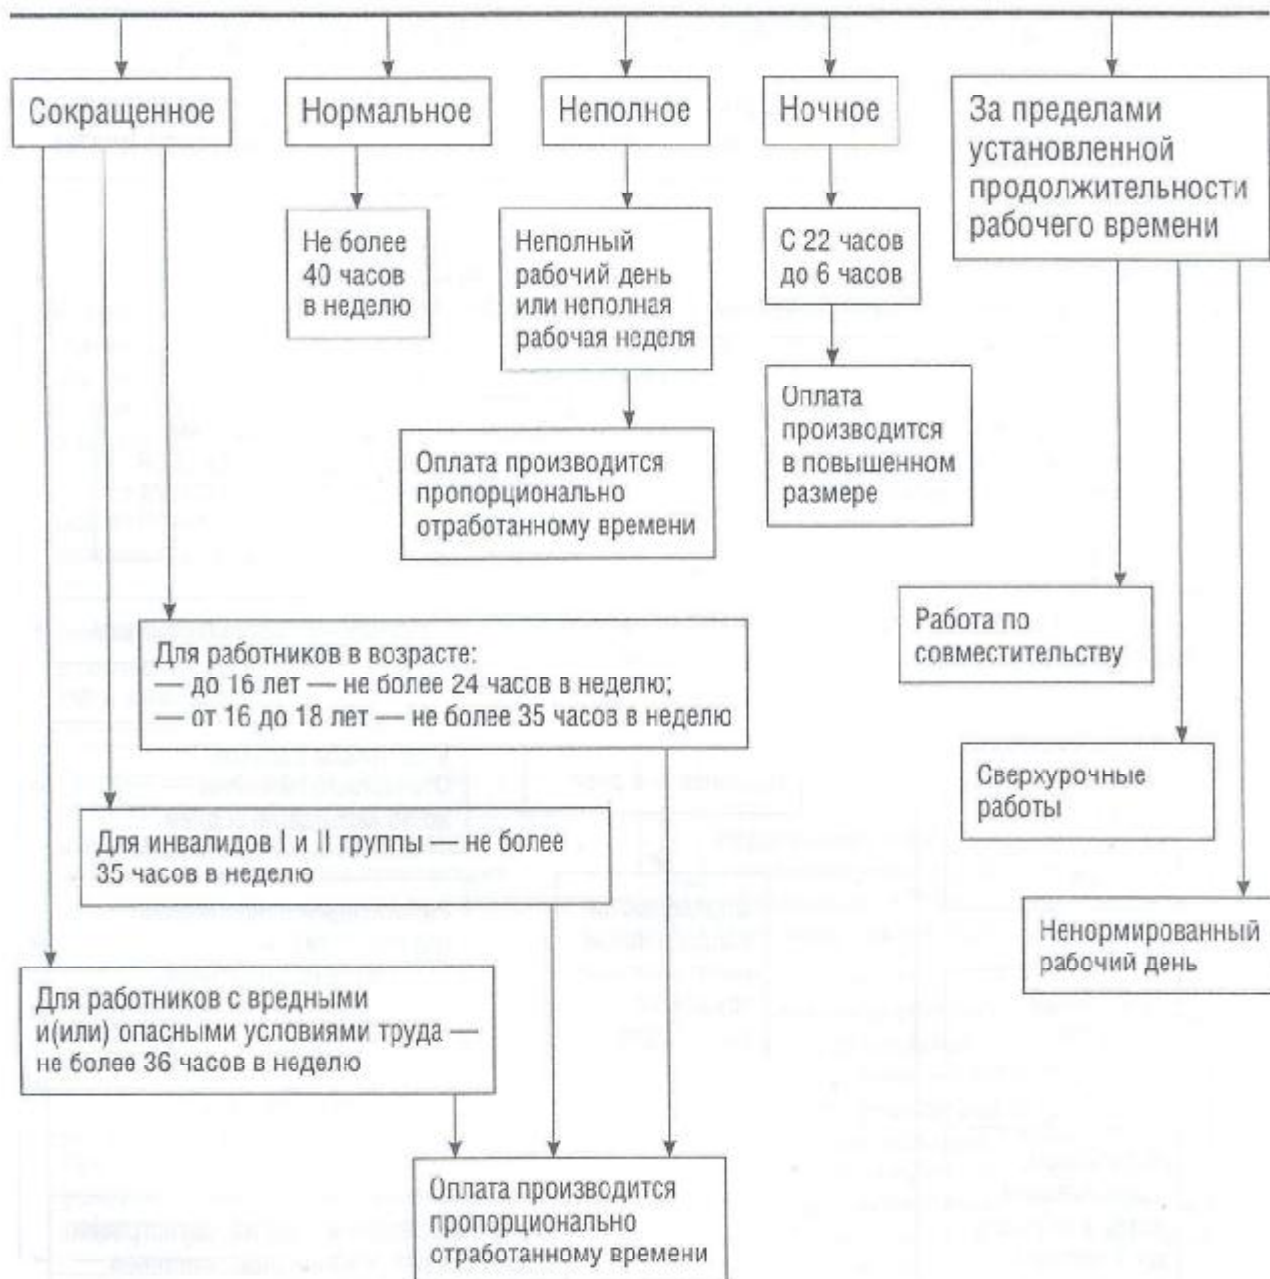 Сокращенное
Нормальное
Неполное
Ночное
За пределами
установленной
продолжительности
рабочего времени
Не более
40 часов
в неделю
Неполный
рабочий день
или неполная
рабочая неделя
С 22 часов
до 6 часов
Оплата
производится
в повышенном
размере
Оплата производится
пропорционально
отработанному времени
Работа по
совместительству
Для работников в возрасте:
— до 16 лет — не более 24 часов в неделю;
— от 16 до 18 лет — не более 35 часов в неделю
Сверхурочные
работы
Для инвалидов I и II группы — не более
35 часов в неделю
Ненормированный
рабочий день
Для работников с вредными
и(или) опасными условиями труда —
не более 36 часов в неделю
Оплата производится
пропорционально
отработанному времени